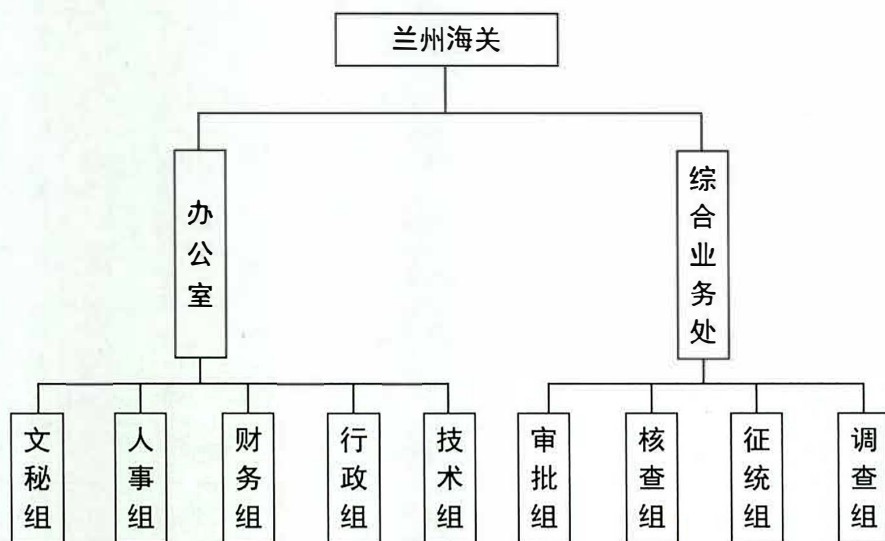 兰州海关
办公室
综合业务处
文秘组
人事组
财务组
行政组
技术组
审批组
核查组
征统组
调查组